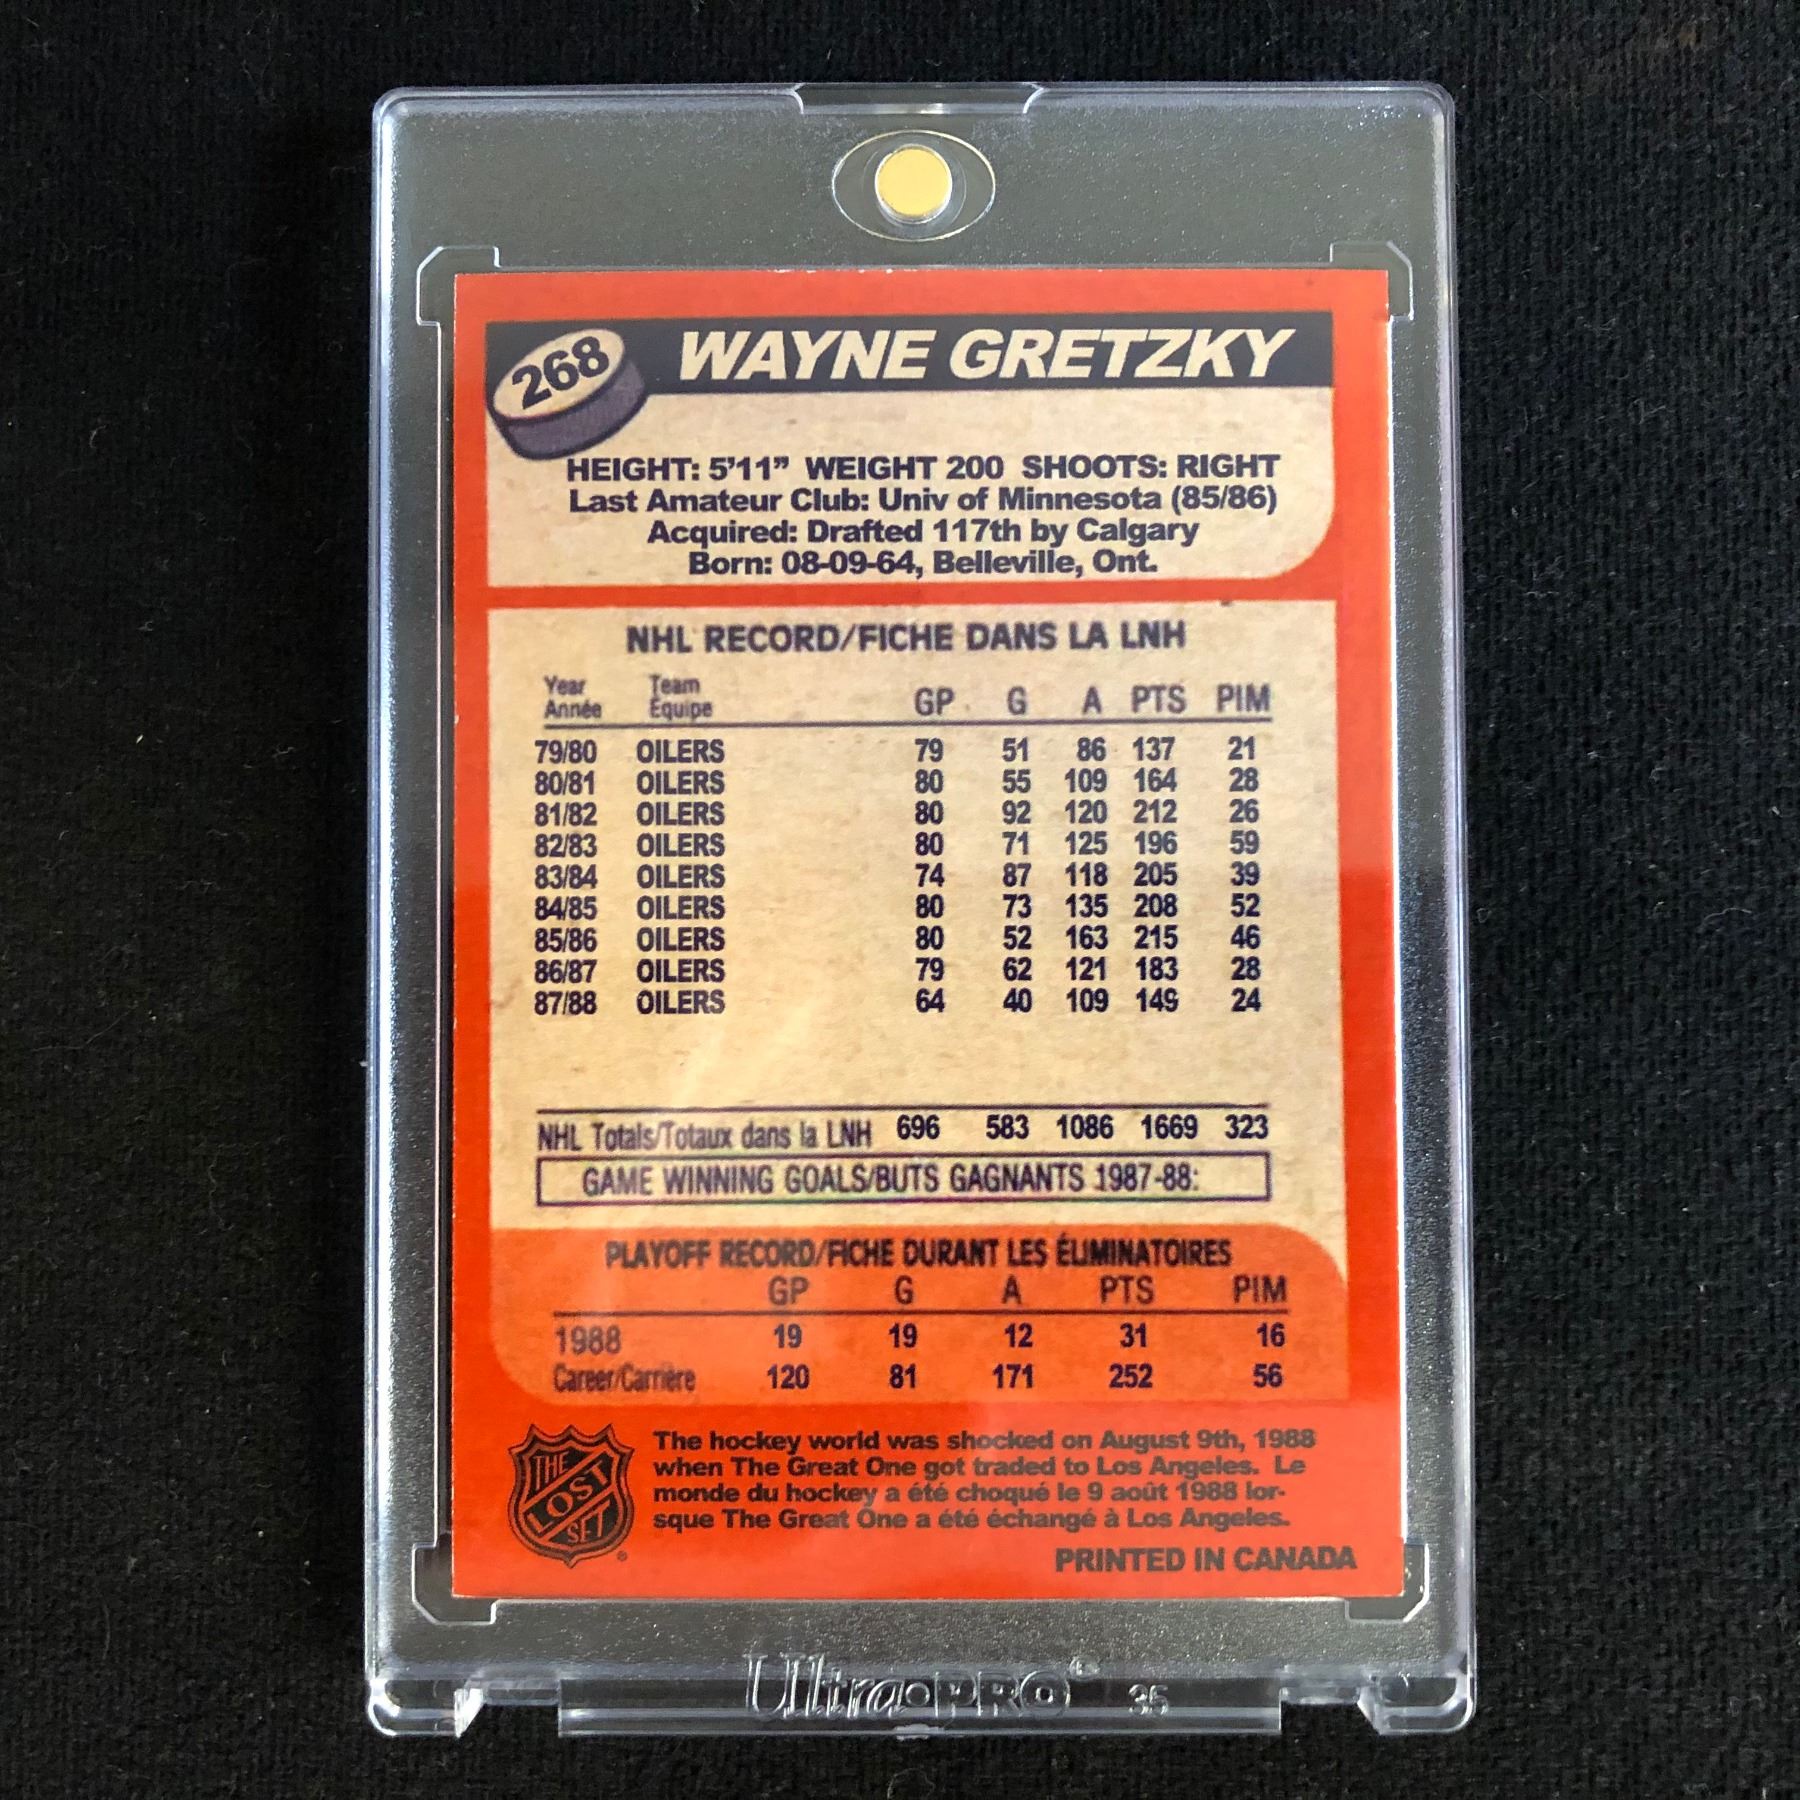 268
WAYNE GRETZKY
HEIGHT: 5'11” WEIGHT 200 SHOOTS: RIGHT
Last Amateur Club: Univ of Minnesota (85/86)
Acquired: Drafted 117th by Calgary
Born: 08-09-64, Belleville, Ont.
NHL RECORD/FICHE DANS LA LNH
Year Team
Année Équipe GP G A PTS PIM
79/80 OILERS 79 51 86 137 21
80/81 OILERS 80 55 109 164 28
81/82 OILERS 80 92 120 212 26
82/83 OILERS 80 71 125 196 59
83/84 OILERS 74 87 118 205 39
84/85 OILERS 80 73 135 208 52
85/86 OILERS 80 52 163 215 46
86/87 OILERS 79 62 121 183 28
87/88 OILERS 64 40 109 149 24
NHL Totals/Totaux dans la LNH 696 583 1086 1669 323
GAME WINNING GOALS/BUTS GAGNANTS 1987-88:
PLAYOFF RECORD/FICHE DURANT LES ÉLIMINATOIRES
GP G A PTS PIM
1988 19 19 12 31 16
Career/Carrière 120 81 171 252 56
THE
LOST
SET
®
The hockey world was shocked on August 9th, 1988
when The Great One got traded to Los Angeles. Le
monde du hockey a été choqué le 9 août 1988 lor-
sque The Great One a été échangé à Los Angeles.
PRINTED IN CANADA
Ultra•PRO® 35